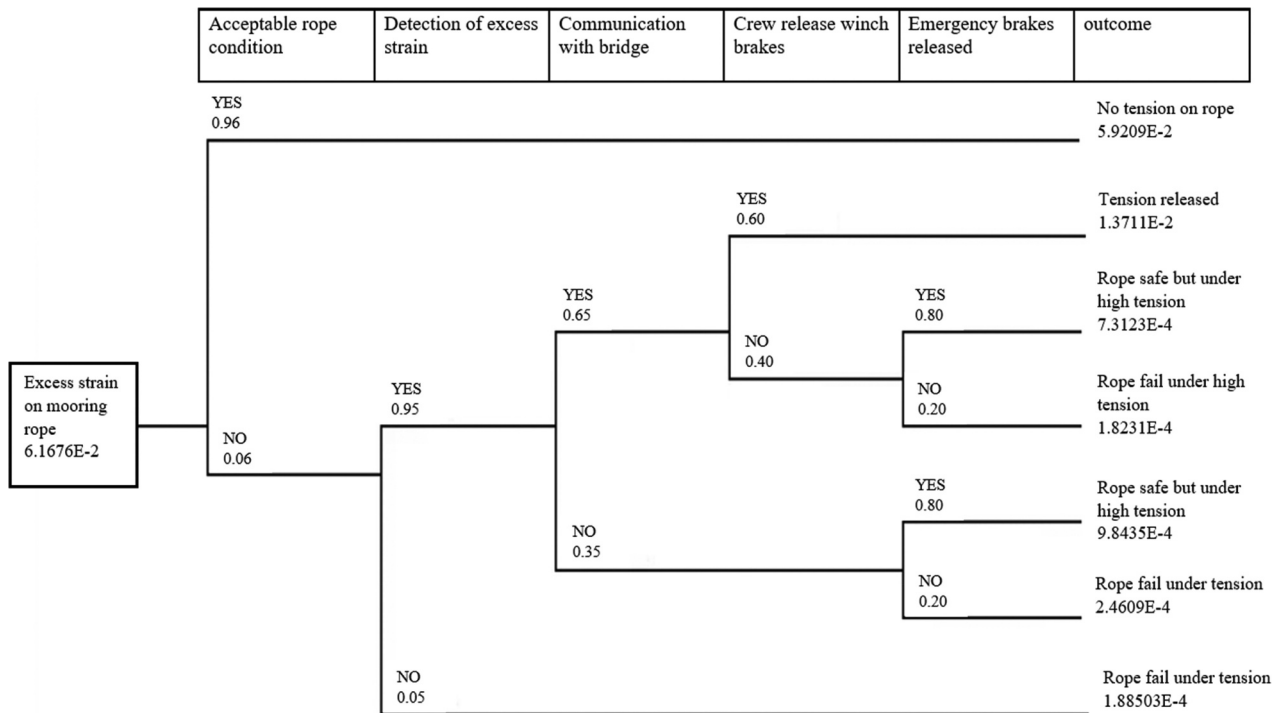 Acceptable rope
condition
Detection of excess
strain
Communication
with bridge
Crew release winch
brakes
Emergency brakes
released
outcome
YES
0.96
No tension on rope
5.9209E-2
YES
0.60
Tension released
1.3711E-2
YES
0.65
YES
0.80
Rope safe but under
high tension
7.3123E-4
NO
0.40
Excess strain
on mooring
rope
6.1676E-2
YES
0.95
NO
0.20
Rope fail under high
tension
1.8231E-4
NO
0.06
YES
0.80
Rope safe but under
high tension
9.8435E-4
NO
0.35
NO
0.20
Rope fail under tension
2.4609E-4
NO
0.05
Rope fail under tension
1.88503E-4